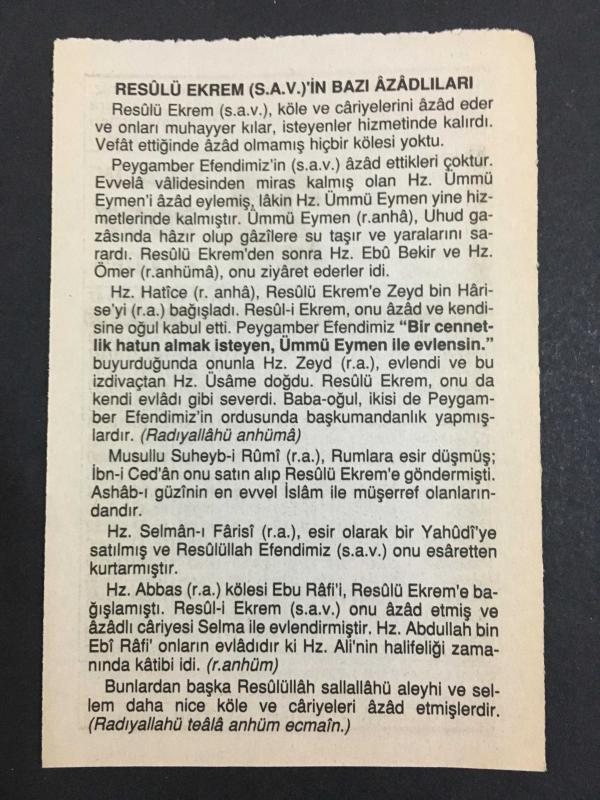 RESÛLÜ EKREM (S.A.V.)'İN BAZI ÂZÂDLILARI
Resûlü Ekrem (s.a.v.), köle ve câriyelerini âzâd eder
ve onları muhayyer kılar, isteyenler hizmetinde kalırdı.
Vefât ettiğinde âzâd olmamış hiçbir kölesi yoktu.
Peygamber Efendimiz'in (s.a.v.) âzâd ettikleri çoktur.
Evvelâ vâlidesinden miras kalmış olan Hz. Ümmü
Eymen'i âzâd eylemiş, lâkin Hz. Ümmü Eymen yine hiz-
metlerinde kalmıştır. Ümmü Eymen (r.anhâ), Uhud ga-
zâsında hâzır olup gâzîlere su taşır ve yaralarını sa-
rardı. Resûlü Ekrem'den sonra Hz. Ebû Bekir ve Hz.
Ömer (r.anhümâ), onu ziyâret ederler idi.
Hz. Hatîce (r. anhâ), Resûlü Ekrem'e Zeyd bin Hâri-
se'yi (r.a.) bağışladı. Resûl-i Ekrem, onu âzâd ve kendi-
sine oğul kabul etti. Peygamber Efendimiz "Bir cennet-
lik hatun almak isteyen, Ümmü Eymen ile evlensin."
buyurduğunda onunla Hz. Zeyd (r.a.), evlendi ve bu
izdivaçtan Hz. Üsâme doğdu. Resûlü Ekrem, onu da
kendi evlâdı gibi severdi. Baba-oğul, ikisi de Peygam-
ber Efendimiz'in ordusunda başkumandanlık yapmış-
lardır. (Radıyallâhü anhümâ)
Musullu Suheyb-i Rûmî (r.a.), Rumlara esir düşmüş;
İbn-i Ced'ân onu satın alıp Resûlü Ekrem'e göndermişti.
Ashâb-ı güzînin en evvel İslâm ile müşerref olanların-
dandır.
Hz. Selmân-ı Fârisî (r.a.), esir olarak bir Yahûdî'ye
satılmış ve Resûlüllah Efendimiz (s.a.v.) onu esâretten
kurtarmıştır.
Hz. Abbas (r.a.) kölesi Ebu Râfi'i, Resûlü Ekrem'e ba-
ğışlamıştı. Resûl-i Ekrem (s.a.v.) onu âzâd etmiş ve
âzâdlı câriyesi Selma ile evlendirmiştir. Hz. Abdullah bin
Ebî Râfi' onların evlâdıdır ki Hz. Ali'nin halifeliği zama-
nında kâtibi idi. (r.anhüm)
Bunlardan başka Resûlüllâh sallallâhü aleyhi ve sel-
lem daha nice köle ve câriyeleri âzâd etmişlerdir.
(Radıyallahü teâlâ anhüm ecmaîn.)